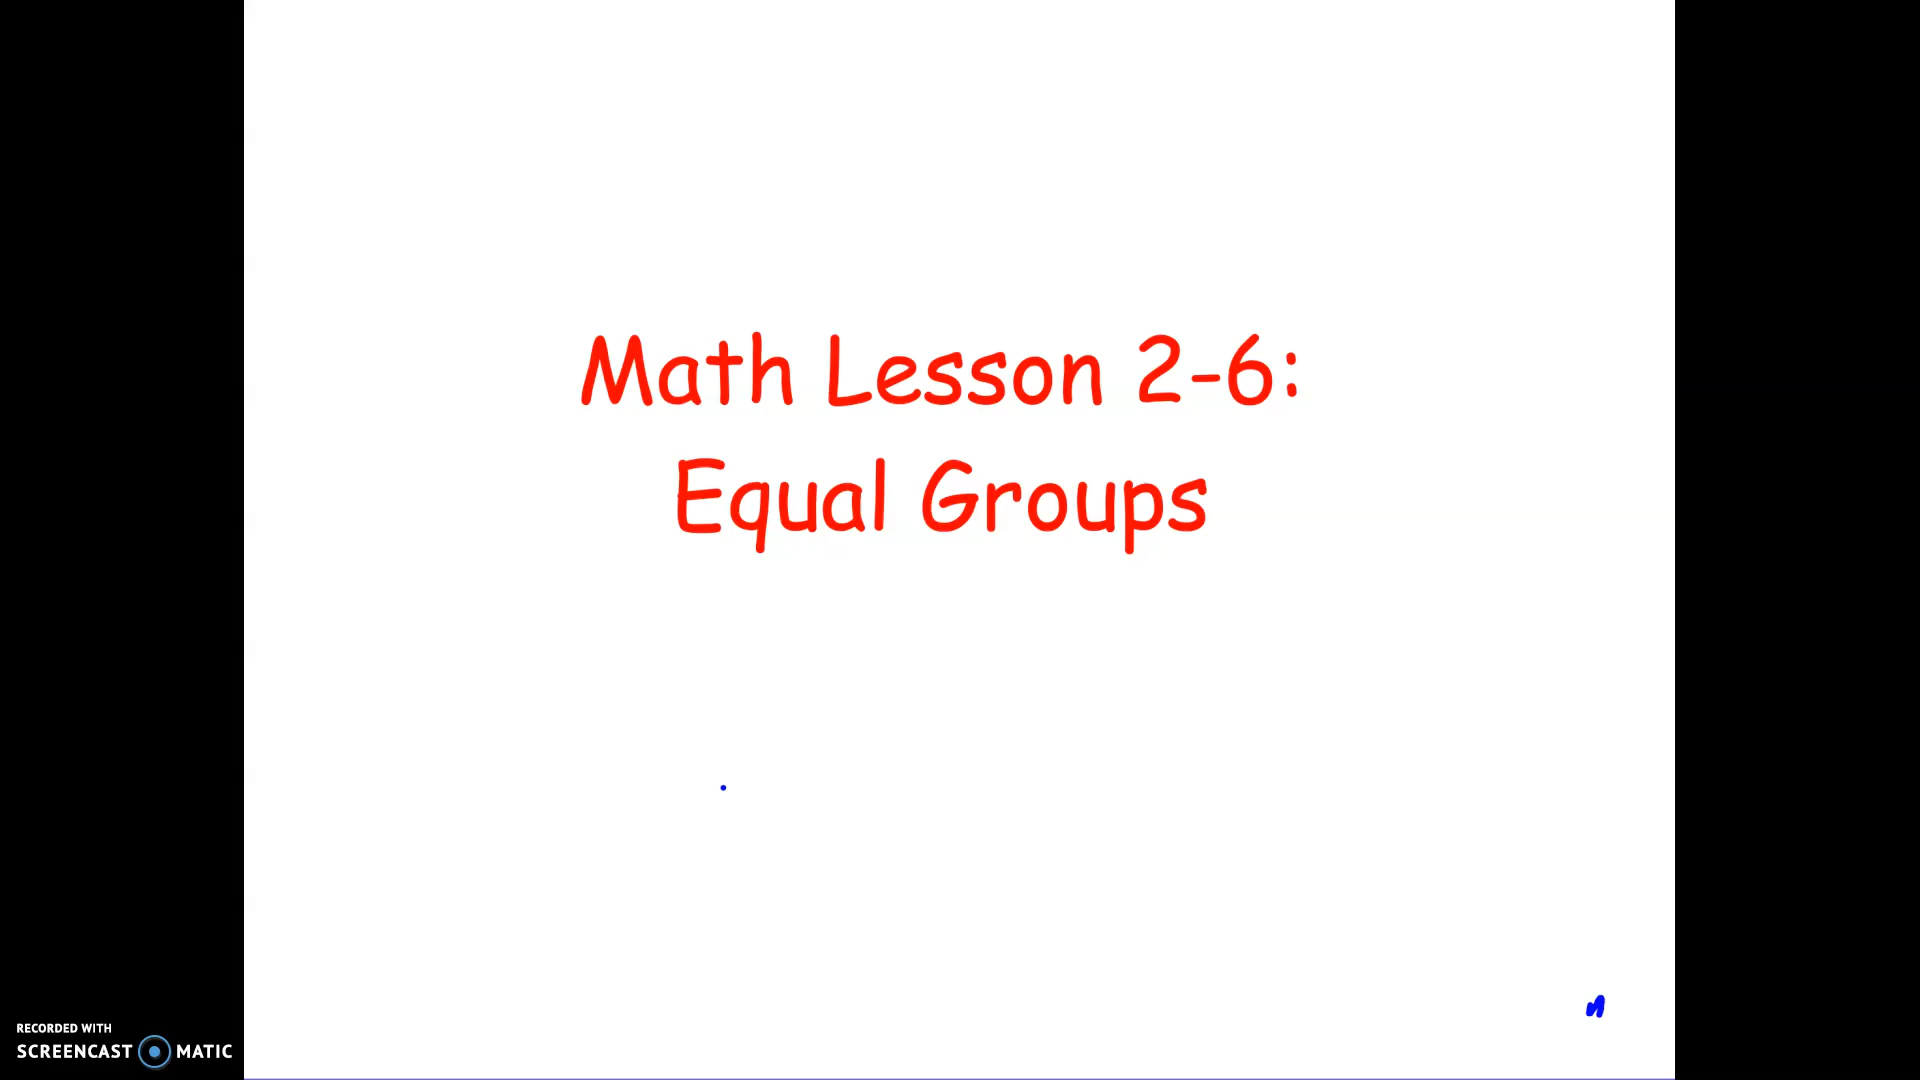 Math Lesson 2-6:
Equal Groups
RECORDED WITH
SCREENCAST MATIC